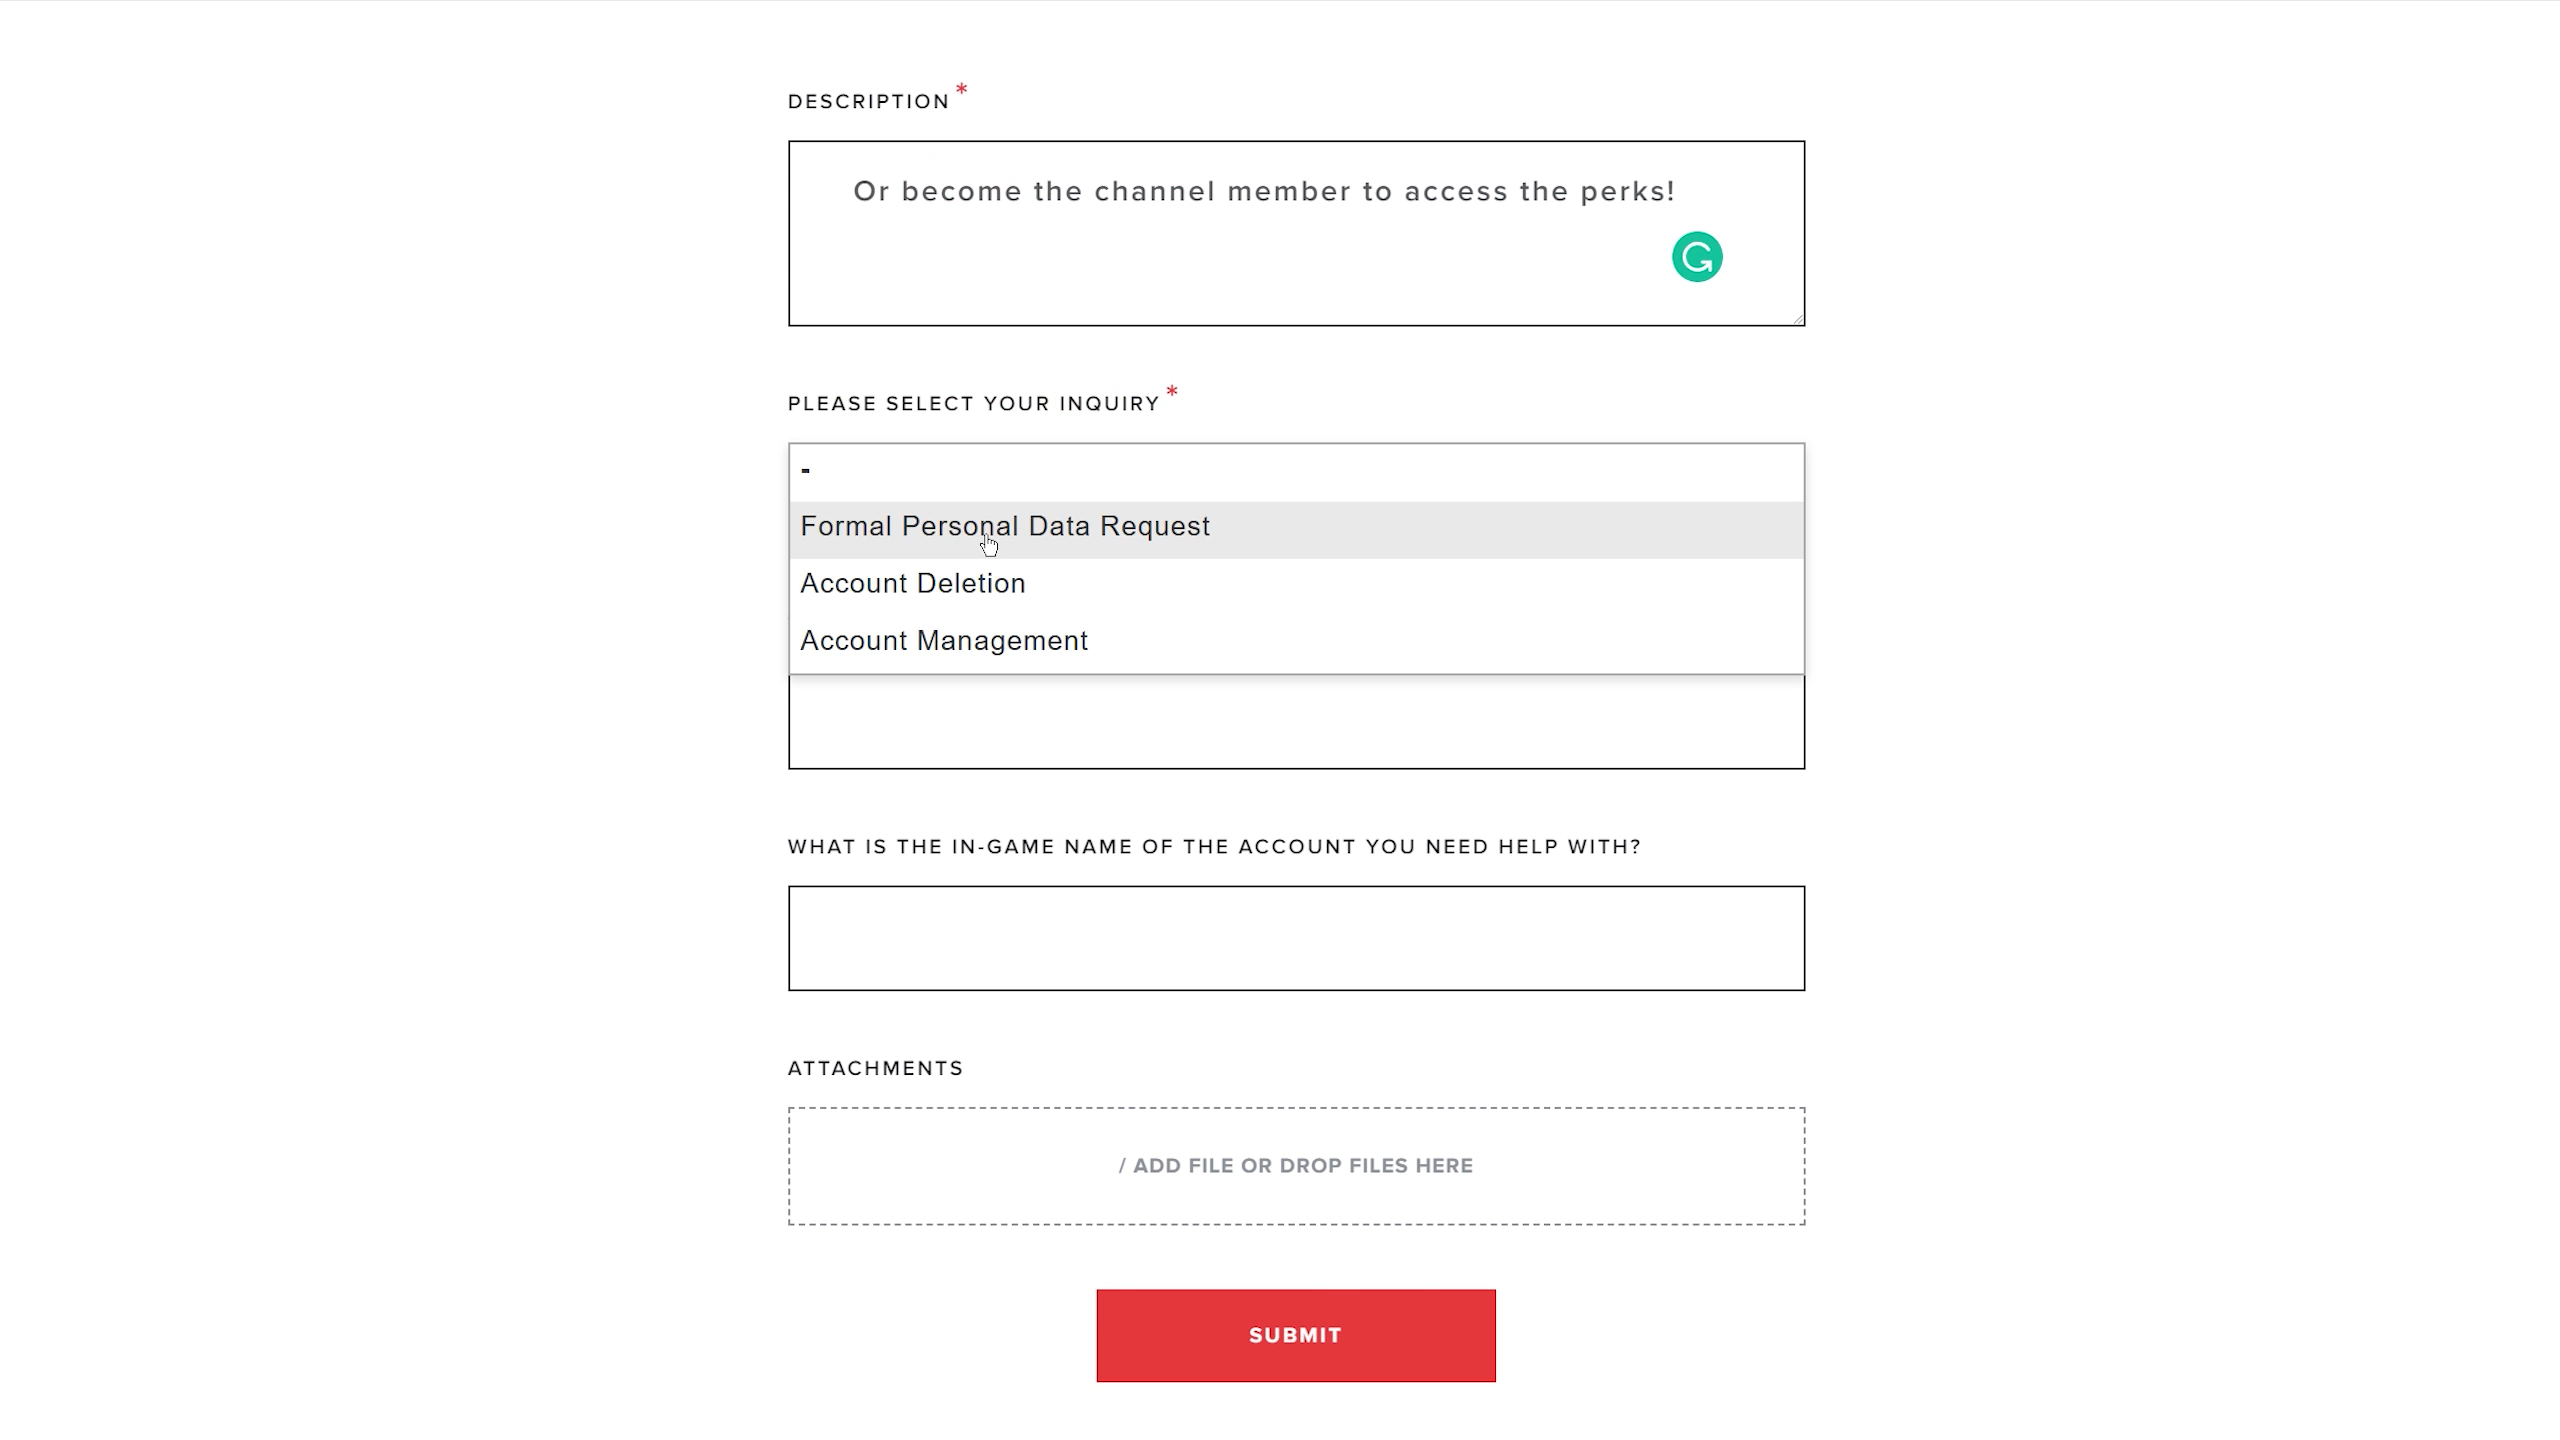 DESCRIPTION *
Or become the channel member to access the perks!
PLEASE SELECT YOUR INQUIRY *
-
Formal Personal Data Request
Account Deletion
Account Management
WHAT IS THE IN-GAME NAME OF THE ACCOUNT YOU NEED HELP WITH?
ATTACHMENTS
/ ADD FILE OR DROP FILES HERE
SUBMIT